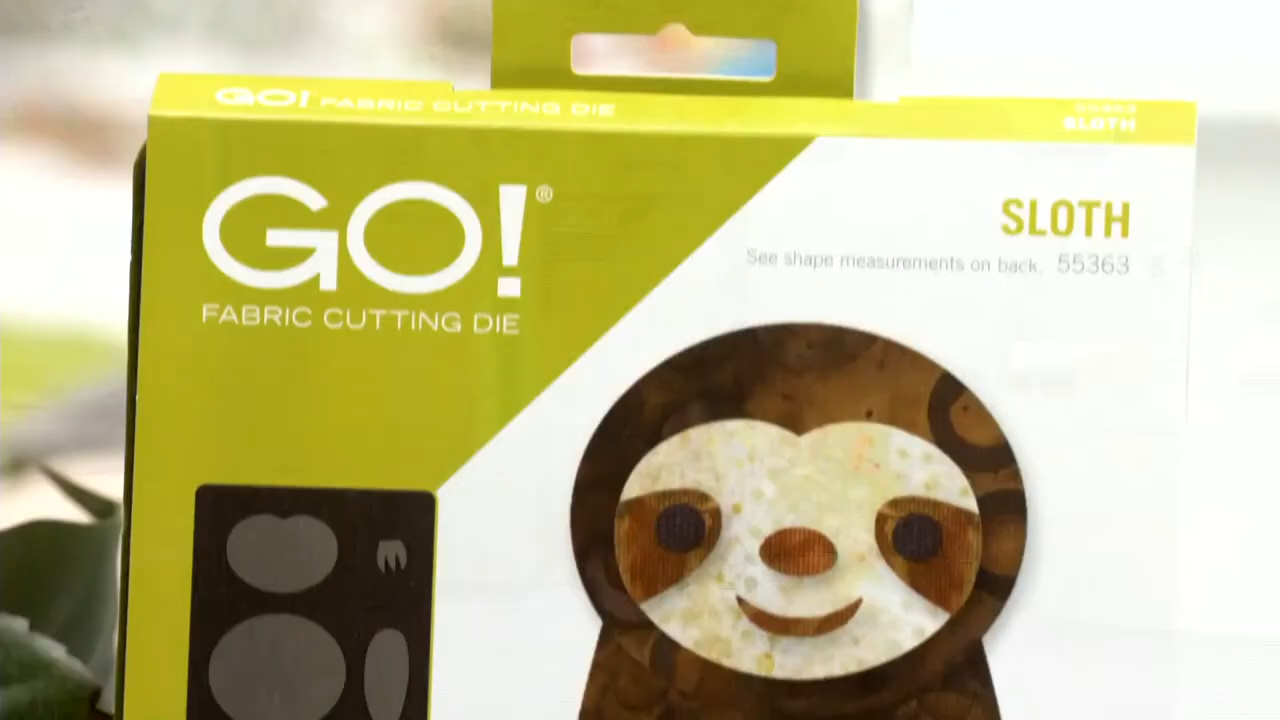 GO! FABRIC CUTTING DIE
SLOTH
GO!®
FABRIC CUTTING DIE
SLOTH
See shape measurements on back. 55363